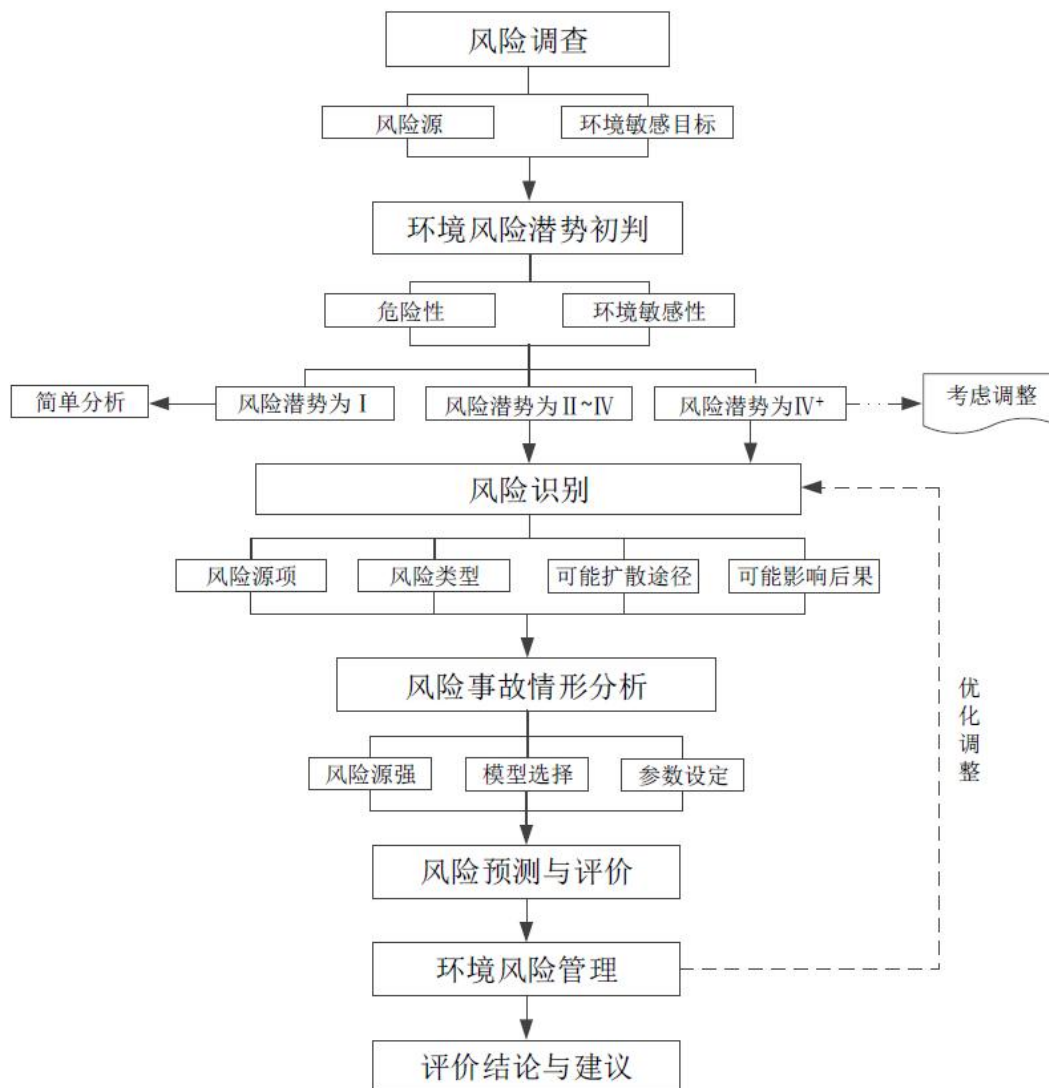 风险调查
风险源
环境敏感目标
环境风险潜势初判
危险性
环境敏感性
简单分析
风险潜势为Ⅰ
风险潜势为Ⅱ~Ⅳ
风险潜势为Ⅳ+
考虑调整
风险识别
风险源项
风险类型
可能扩散途径
可能影响后果
风险事故情形分析
风险源强
模型选择
参数设定
优化调整
风险预测与评价
环境风险管理
评价结论与建议